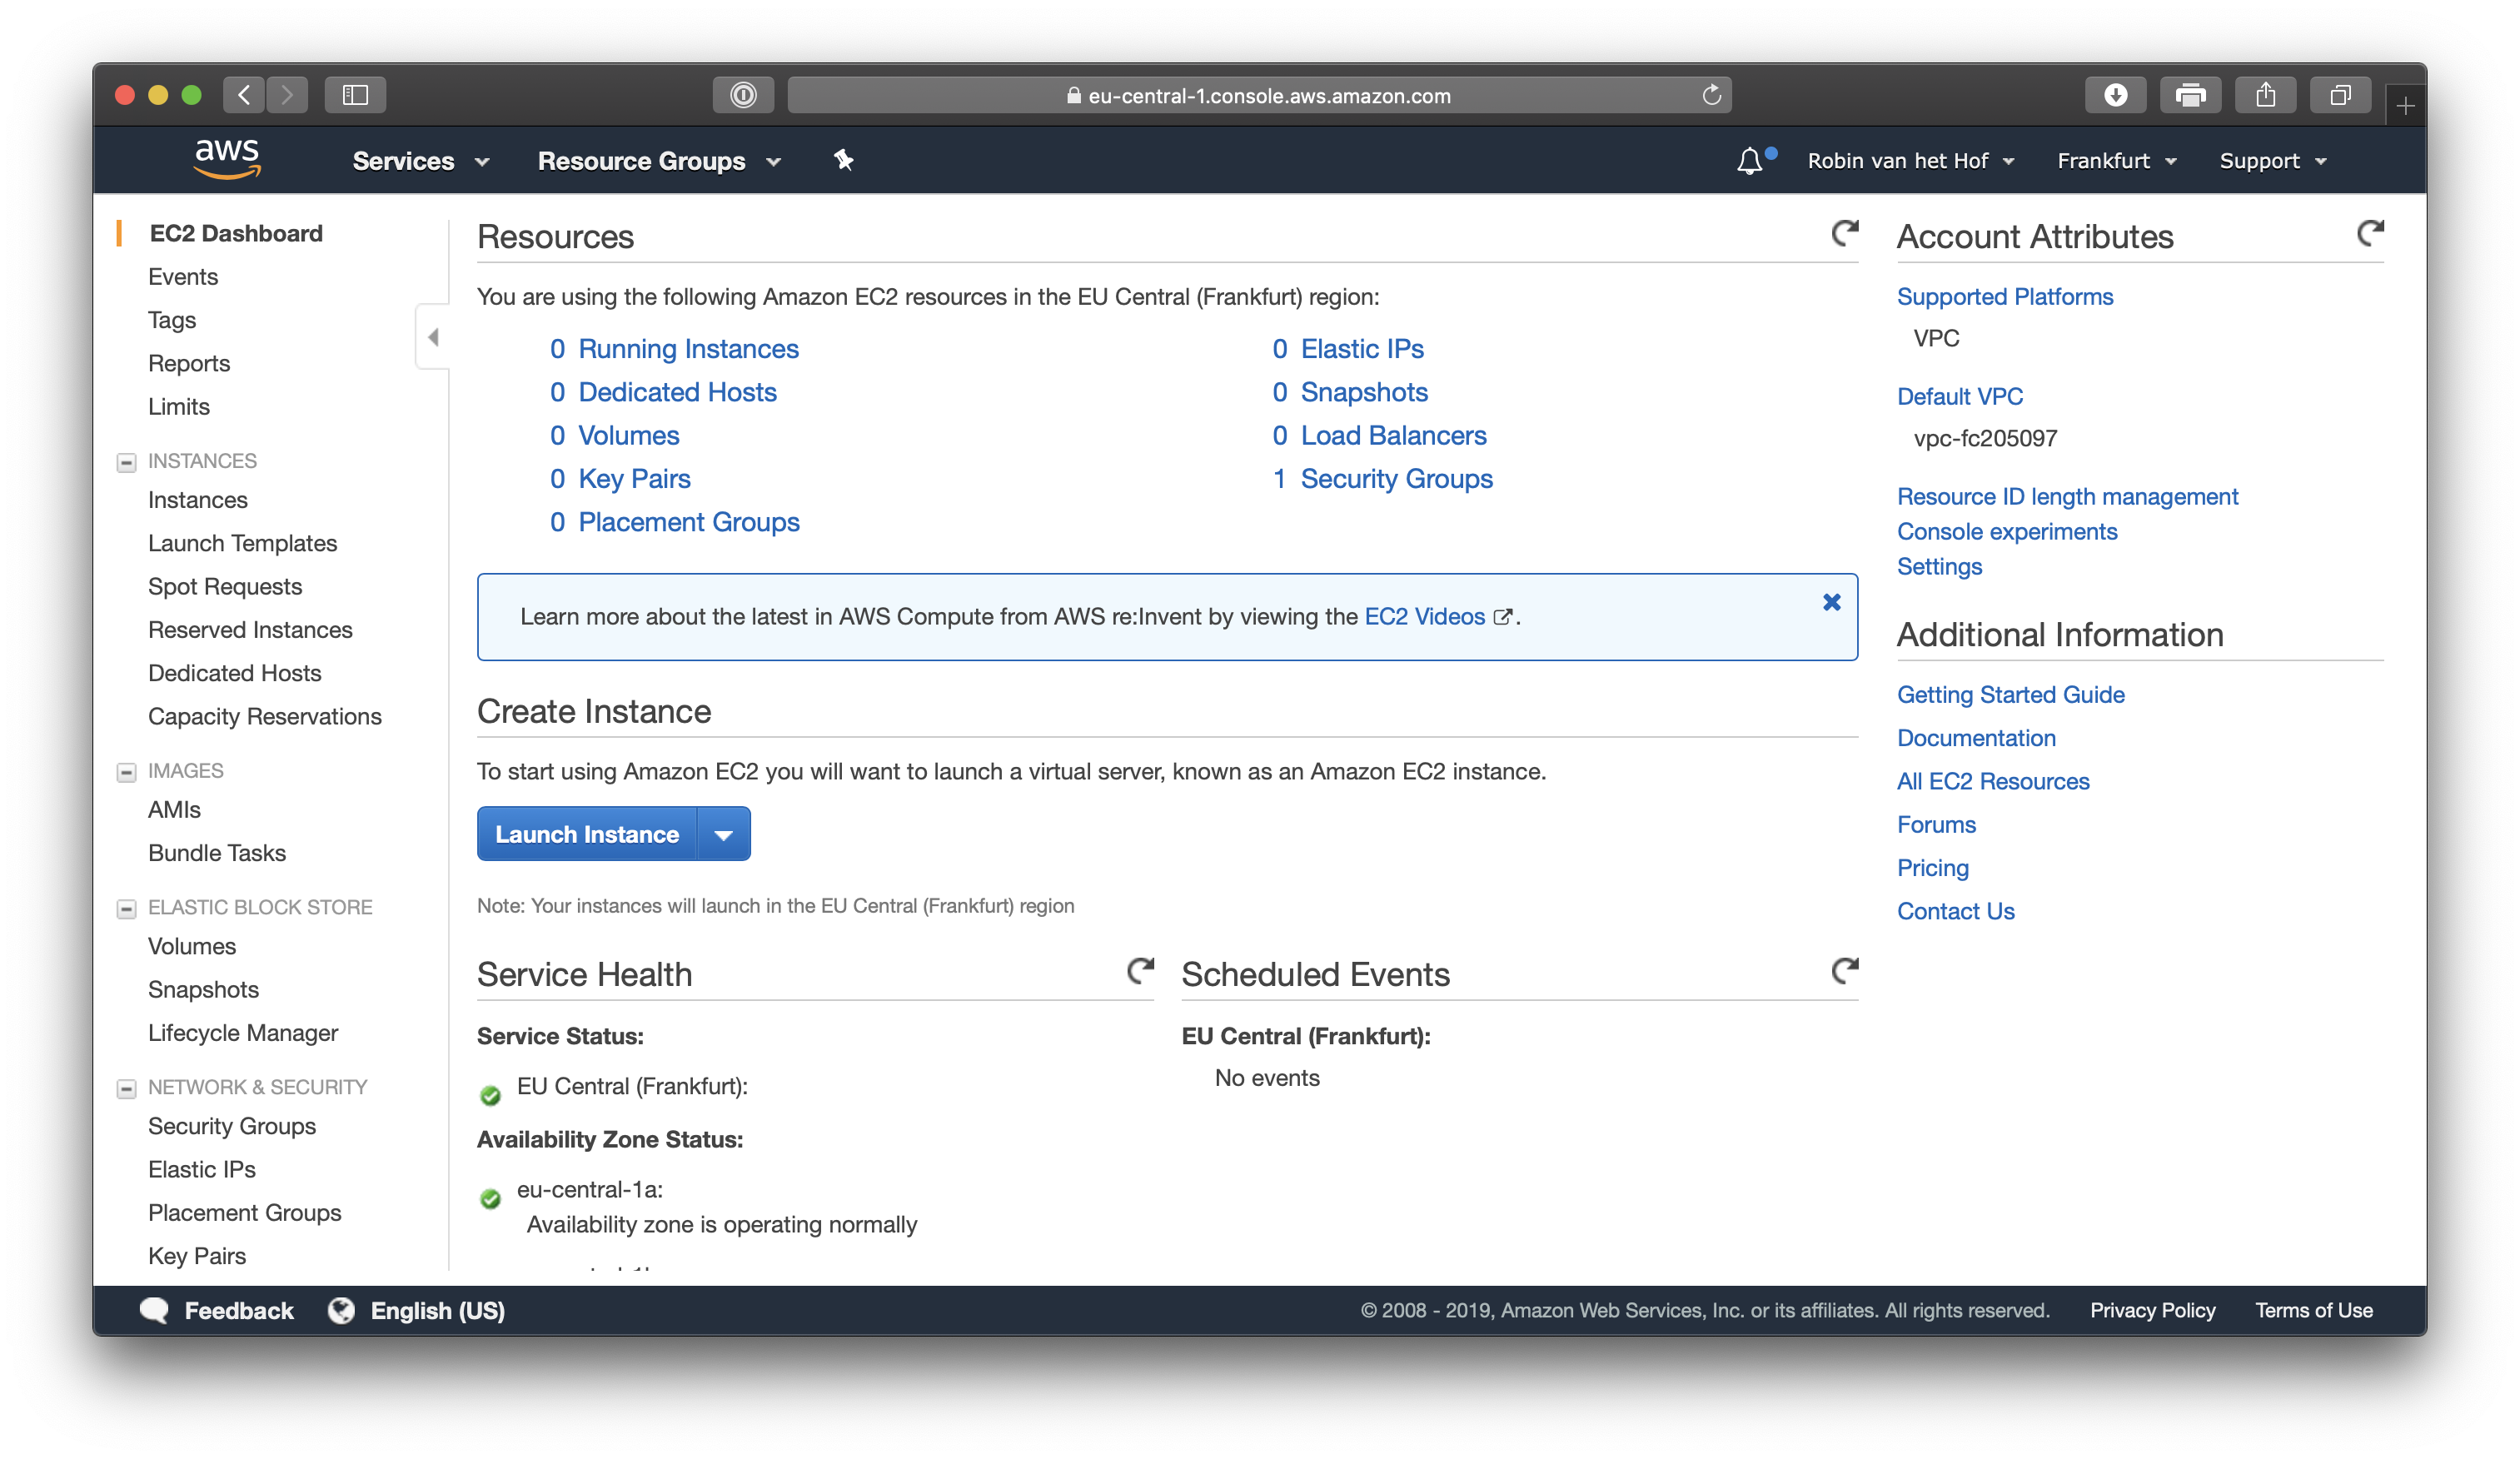 eu-central-1.console.aws.amazon.com
aws
Services
Resource Groups
Robin van het Hof
Frankfurt
Support
EC2 Dashboard
Events
Tags
Reports
Limits
INSTANCES
Instances
Launch Templates
Spot Requests
Reserved Instances
Dedicated Hosts
Capacity Reservations
IMAGES
AMIs
Bundle Tasks
ELASTIC BLOCK STORE
Volumes
Snapshots
Lifecycle Manager
NETWORK & SECURITY
Security Groups
Elastic IPs
Placement Groups
Key Pairs
Resources
You are using the following Amazon EC2 resources in the EU Central (Frankfurt) region:
0 Running Instances
0 Dedicated Hosts
0 Volumes
0 Key Pairs
0 Placement Groups
0 Elastic IPs
0 Snapshots
0 Load Balancers
1 Security Groups
Learn more about the latest in AWS Compute from AWS re:Invent by viewing the EC2 Videos .
Create Instance
To start using Amazon EC2 you will want to launch a virtual server, known as an Amazon EC2 instance.
Launch Instance
Note: Your instances will launch in the EU Central (Frankfurt) region
Service Health
Service Status:
EU Central (Frankfurt):
Availability Zone Status:
eu-central-1a:
Availability zone is operating normally
Scheduled Events
EU Central (Frankfurt):
No events
Account Attributes
Supported Platforms
VPC
Default VPC
vpc-fc205097
Resource ID length management
Console experiments
Settings
Additional Information
Getting Started Guide
Documentation
All EC2 Resources
Forums
Pricing
Contact Us
Feedback
English (US)
© 2008 - 2019, Amazon Web Services, Inc. or its affiliates. All rights reserved.
Privacy Policy
Terms of Use